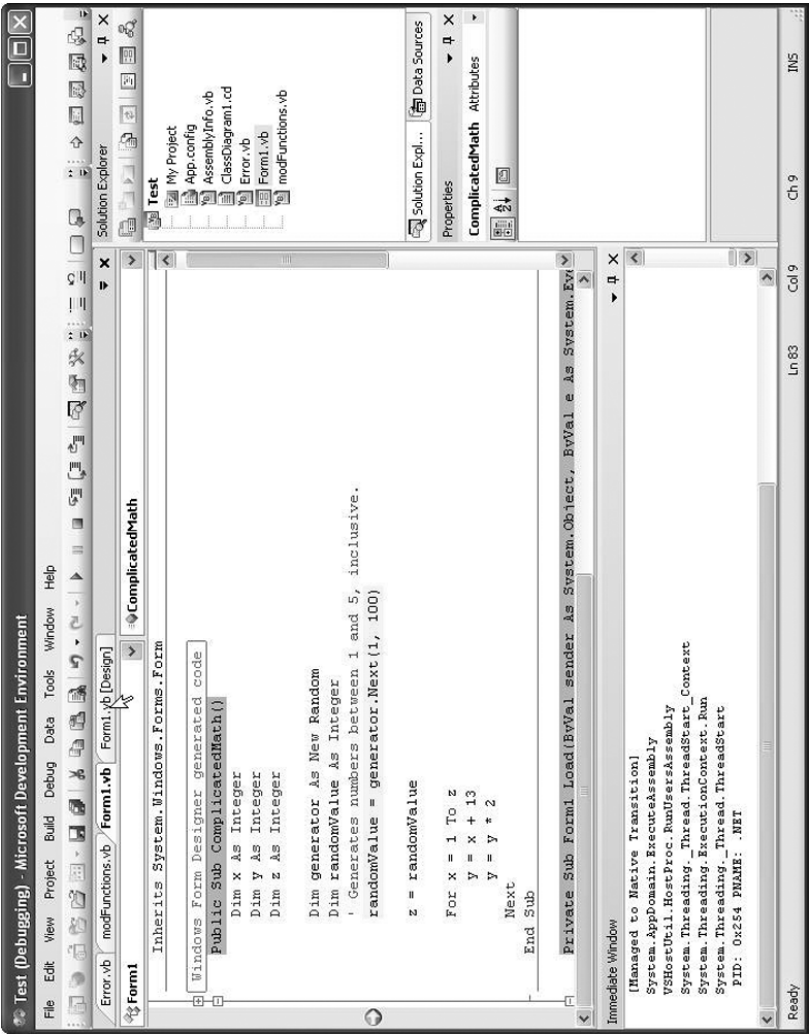 Test (Debugging) - Microsoft Development Environment
File Edit View Project Build Debug Data Tools Window Help
Error.vb modFunctions.vb Form1.vb Form1.vb [Design]
Form1
ComplicatedMath
Inherits System.Windows.Forms.Form
Windows Form Designer generated code
Public Sub ComplicatedMath()
Dim x As Integer
Dim y As Integer
Dim z As Integer
Dim generator As New Random
Dim randomValue As Integer
' Generates numbers between 1 and 5, inclusive.
randomValue = generator.Next(1, 100)
z = randomValue
For x = 1 To z
y = x + 13
y = y * 2
Next
End Sub
Private Sub Form1_Load(ByVal sender As System.Object, ByVal e As System.Eve
Solution Explorer
Test
My Project
App.config
AssemblyInfo.vb
ClassDiagram1.cd
Error.vb
Form1.vb
modFunctions.vb
Solution Expl... Data Sources
Properties
ComplicatedMath Attributes
Immediate Window
[Managed to Native Transition]
System.AppDomain.ExecuteAssembly
VSHostUtil.HostProc.RunUsersAssembly
System.Threading._Thread.ThreadStart_Context
System.Threading.ExecutionContext.Run
System.Threading._Thread.ThreadStart
PID: 0x254 PNAME: .NET
Ready Ln 83 Col 9 Ch 9 INS